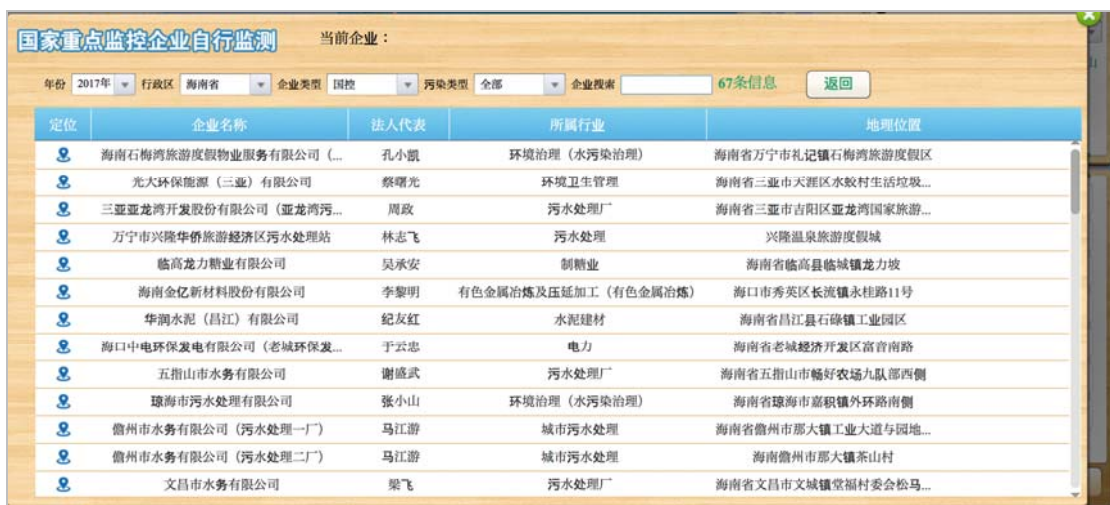 国家重点监控企业自行监测 当前企业：
年份 2017年 行政区 海南省 企业类型 国控 污染类型 全部 企业搜索 67条信息 返回
定位 企业名称 法人代表 所属行业 地理位置
海南石梅湾旅游度假物业服务有限公司（... 孔小凯 环境治理（水污染治理） 海南省万宁市礼记镇石梅湾旅游度假区
光大环保能源（三亚）有限公司 蔡曙光 环境卫生管理 海南省三亚市天涯区水蛟村生活垃圾...
三亚亚龙湾开发股份有限公司（亚龙湾污... 周政 污水处理厂 海南省三亚市吉阳区亚龙湾国家旅游...
万宁市兴隆华侨旅游经济区污水处理站 林志飞 污水处理 兴隆温泉旅游度假城
临高龙力糖业有限公司 吴承安 制糖业 海南省临高县临城镇龙力坡
海南金亿新材料股份有限公司 李黎明 有色金属冶炼及压延加工（有色金属冶炼） 海口市秀英区长流镇永桂路11号
华润水泥（昌江）有限公司 纪友红 水泥建材 海南省昌江县石碌镇工业园区
海口中电环保发电有限公司（老城环保发... 于云忠 电力 海南省老城经济开发区富音南路
五指山市水务有限公司 谢盛武 污水处理厂 海南省五指山市畅好农场九队部西侧
琼海市污水处理有限公司 张小山 环境治理（水污染治理） 海南省琼海市嘉积镇外环路南侧
儋州市水务有限公司（污水处理一厂） 马江游 城市污水处理 海南省儋州市那大镇工业大道与园地...
儋州市水务有限公司（污水处理二厂） 马江游 城市污水处理 海南儋州市那大镇茶山村
文昌市水务有限公司 梁飞 污水处理厂 海南省文昌市文城镇堂福村委会松马...